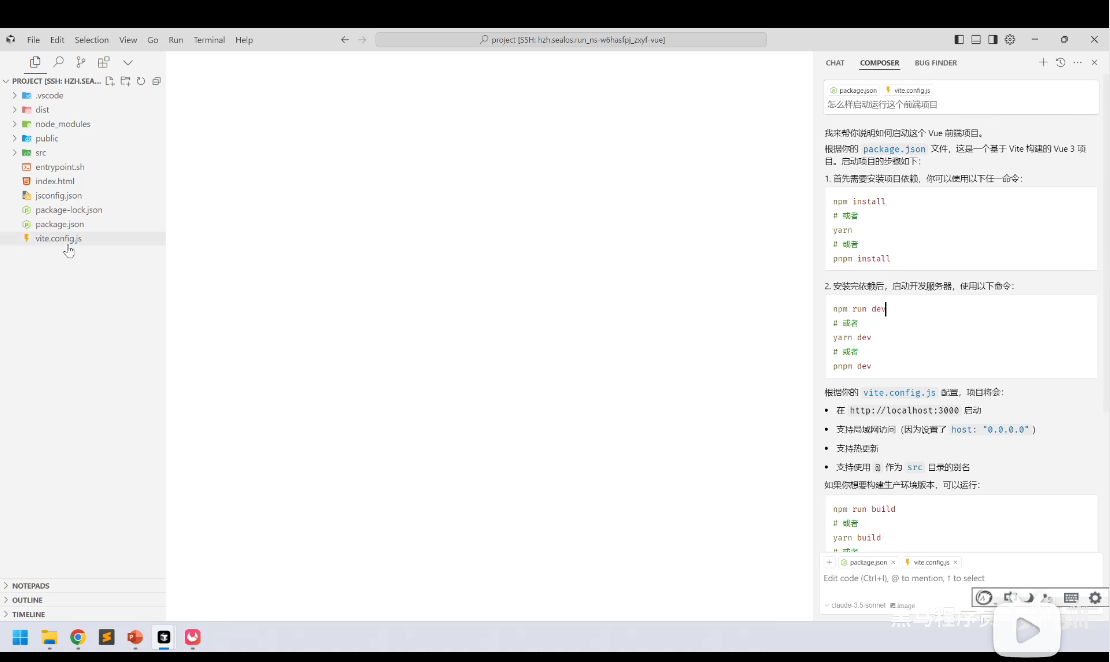 File Edit Selection View Go Run Terminal Help
project [SSH: hzh.sealos.run_ns-w6hasfpj_zxyf-vue]
PROJECT [SSH: HZH.SEA...
.vscode
dist
node_modules
public
src
entrypoint.sh
index.html
jsconfig.json
package-lock.json
package.json
vite.config.js
NOTEPADS
OUTLINE
TIMELINE
CHAT COMPOSER BUG FINDER
package.json vite.config.js
怎么样启动运行这个前端项目
我来帮你说明如何启动这个 Vue 前端项目。
根据你的 package.json 文件，这是一个基于 Vite 构建的 Vue 3 项
目。启动项目的步骤如下：
1. 首先需要安装项目依赖，你可以使用以下任一命令：
npm install
# 或者
yarn
# 或者
pnpm install
2. 安装完依赖后，启动开发服务器，使用以下命令：
npm run dev
# 或者
yarn dev
# 或者
pnpm dev
根据你的 vite.config.js 配置，项目将会：
• 在 http://localhost:3000 启动
• 支持局域网访问（因为设置了 host: "0.0.0.0"）
• 支持热更新
• 支持使用 @ 作为 src 目录的别名
如果你想要构建生产环境版本，可以运行：
npm run build
# 或者
yarn build
# 或者
package.json × vite.config.js ×
Edit code (Ctrl+I), @ to mention, ↑ to select
claude-3.5-sonnet image
黑马程序员